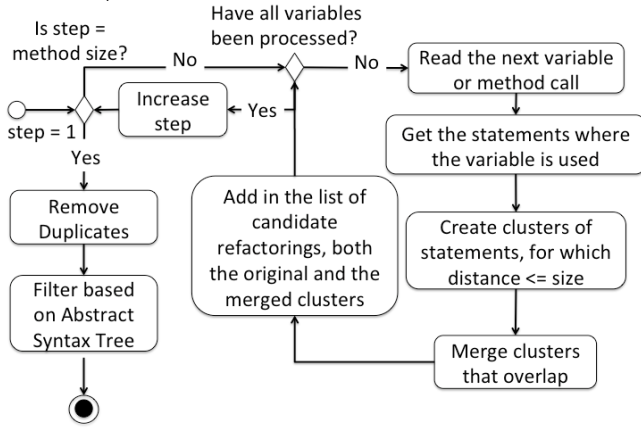 Is step =
method size?
Have all variables
been processed?
No
No
Read the next variable
or method call
Increase
step
Yes
step = 1
Yes
Get the statements where
the variable is used
Remove
Duplicates
Add in the list of
candidate
refactorings, both
the original and the
merged clusters
Create clusters of
statements, for which
distance <= size
Filter based
on Abstract
Syntax Tree
Merge clusters
that overlap